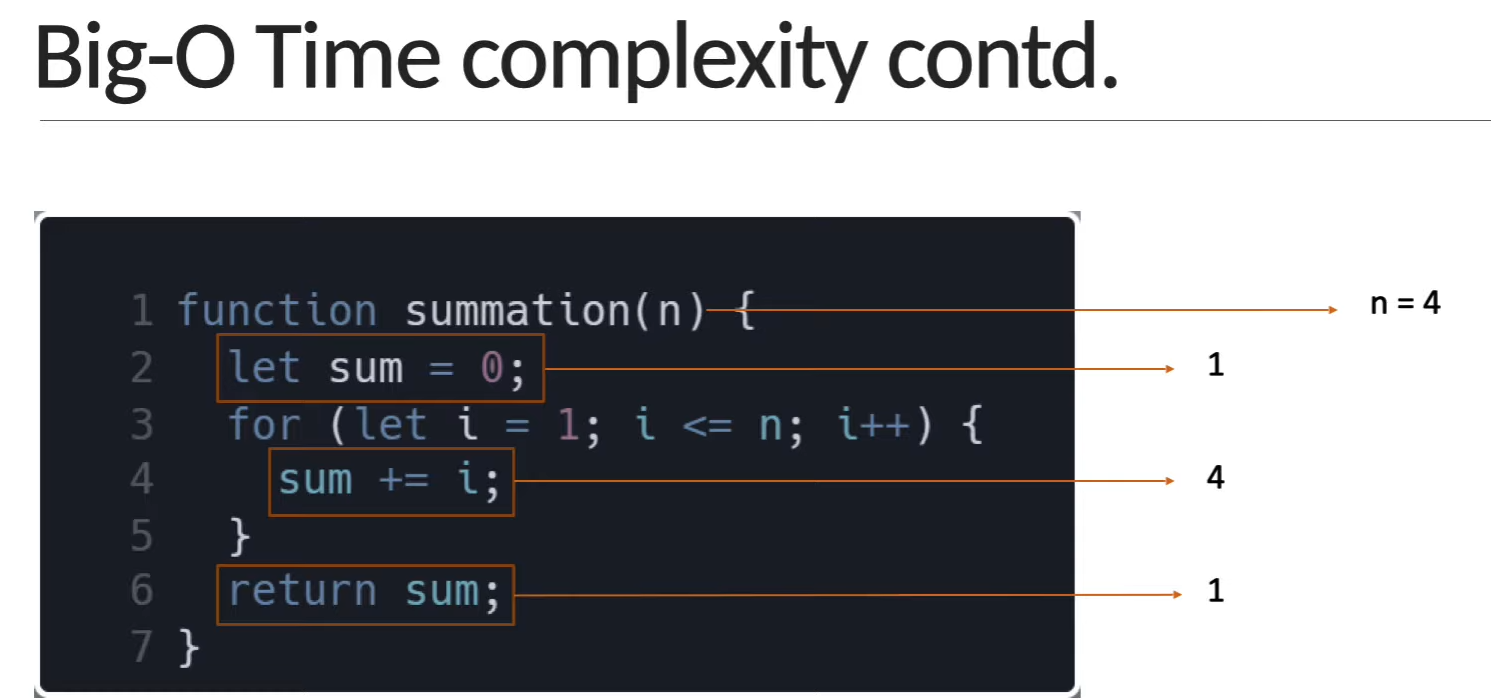 Big-O Time complexity contd.
1 function summation(n) { n = 4
2 let sum = 0; 1
3 for (let i = 1; i <= n; i++) {
4 sum += i; 4
5 }
6 return sum; 1
7 }